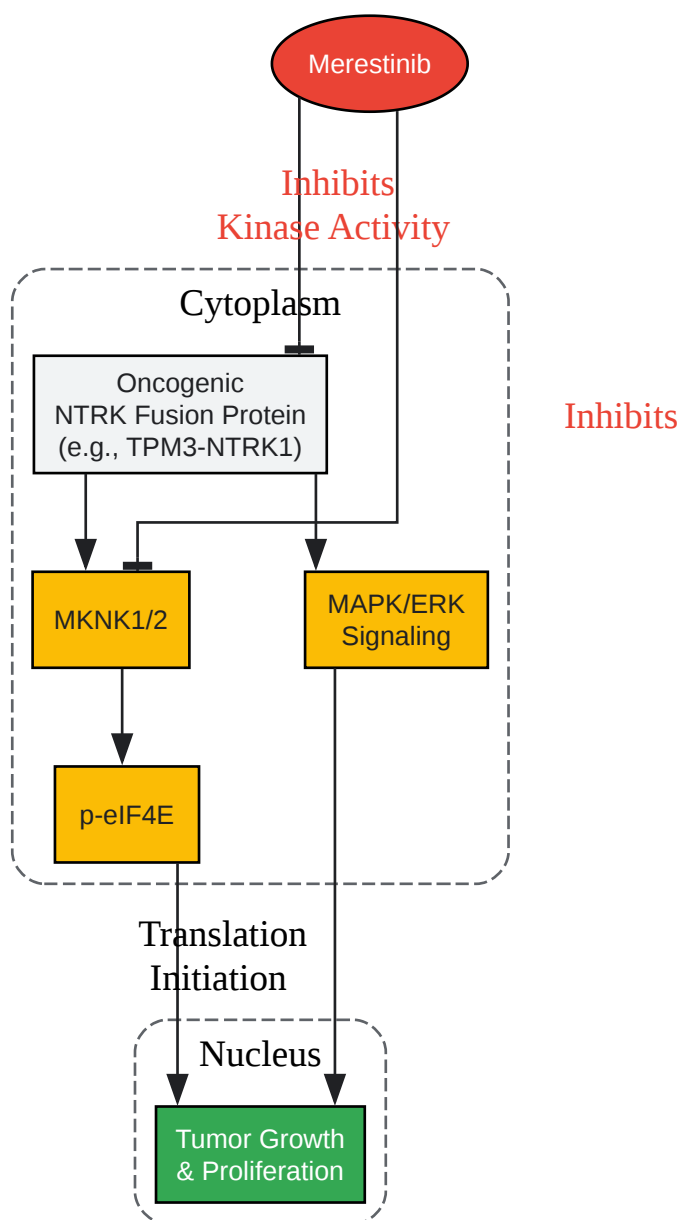 Merestinib
Inhibits
Kinase Activity
Cytoplasm
Oncogenic
NTRK Fusion Protein
(e.g., TPM3-NTRK1)
Inhibits
MKNK1/2
MAPK/ERK
Signaling
p-eIF4E
Translation
Initiation
Nucleus
Tumor Growth
& Proliferation